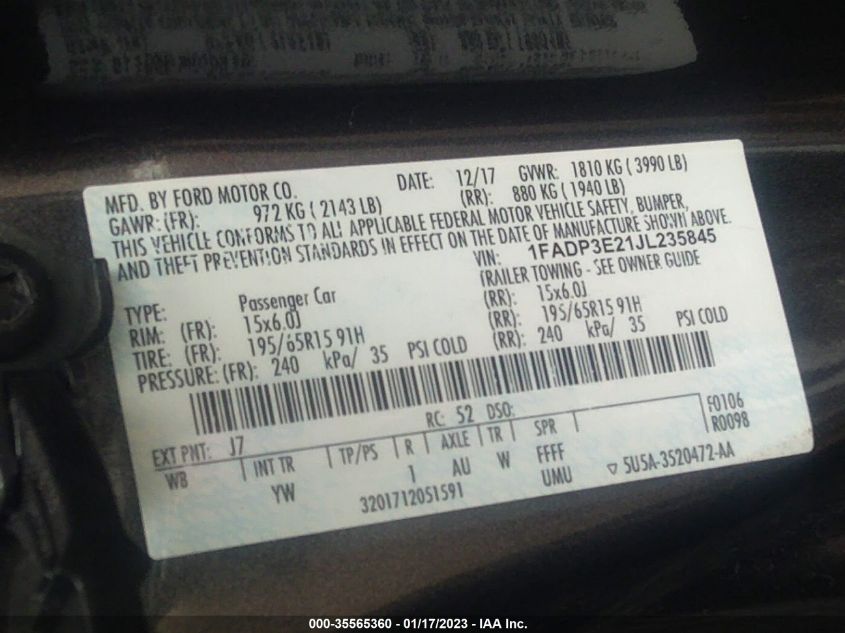 MFD. BY FORD MOTOR CO. DATE: 12/17 GVWR: 1810 KG ( 3990 LB)
GAWR: (FR): 972 KG ( 2143 LB) (RR): 880 KG ( 1940 LB)
THIS VEHICLE CONFORMS TO ALL APPLICABLE FEDERAL MOTOR VEHICLE SAFETY, BUMPER,
AND THEFT PREVENTION STANDARDS IN EFFECT ON THE DATE OF MANUFACTURE SHOWN ABOVE.
VIN: 1FADP3E21JL235845
TYPE: Passenger Car TRAILER TOWING - SEE OWNER GUIDE
RIM: (FR): 15x6.0J (RR): 15x6.0J
TIRE: (FR): 195/65R15 91H (RR): 195/65R15 91H
PRESSURE: (FR): 240 kPa/ 35 PSI COLD (RR): 240 kPa/ 35 PSI COLD
RC: 52 DSO:
EXT PNT: J7 F0106
WB INT TR TP/PS R AXLE TR SPR R0098
YW 1 AU W FFFF
3201712051591 UMU 5U5A-3520472-AA
000-35565360 - 01/17/2023 - IAA Inc.